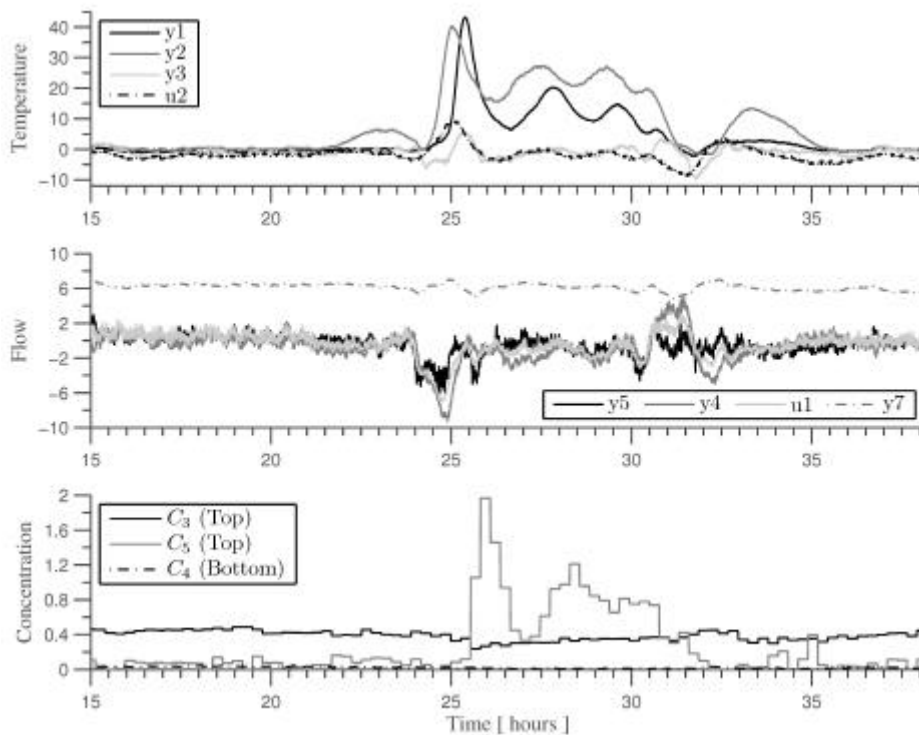 Temperature
40
30
20
10
0
−10
y1
y2
y3
u2
15 20 25 30 35
Flow
10
6
2
−2
−6
−10
y5 y4 u1 y7
15 20 25 30 35
Concentration
2
1.6
1.2
0.8
0.4
0
C3 (Top)
C5 (Top)
C4 (Bottom)
15 20 25 30 35
Time [ hours ]